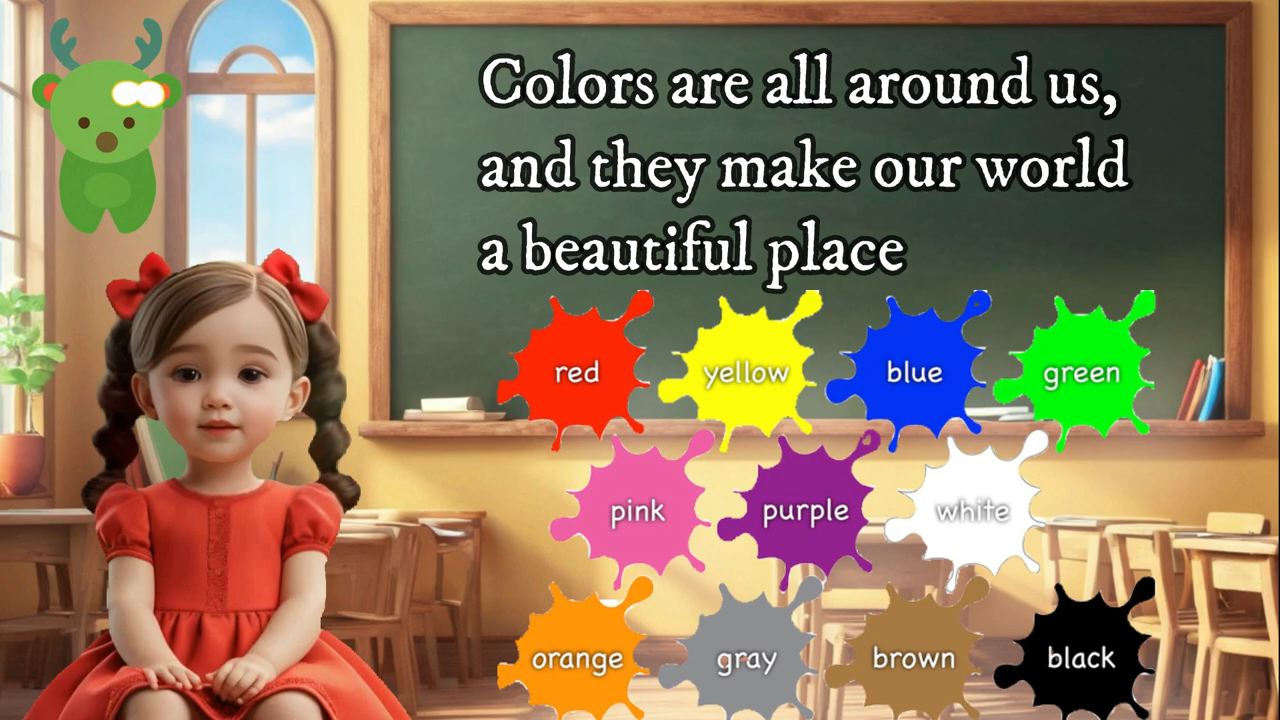 Colors are all around us,
and they make our world
a beautiful place
red yellow blue green
pink purple white
orange gray brown black